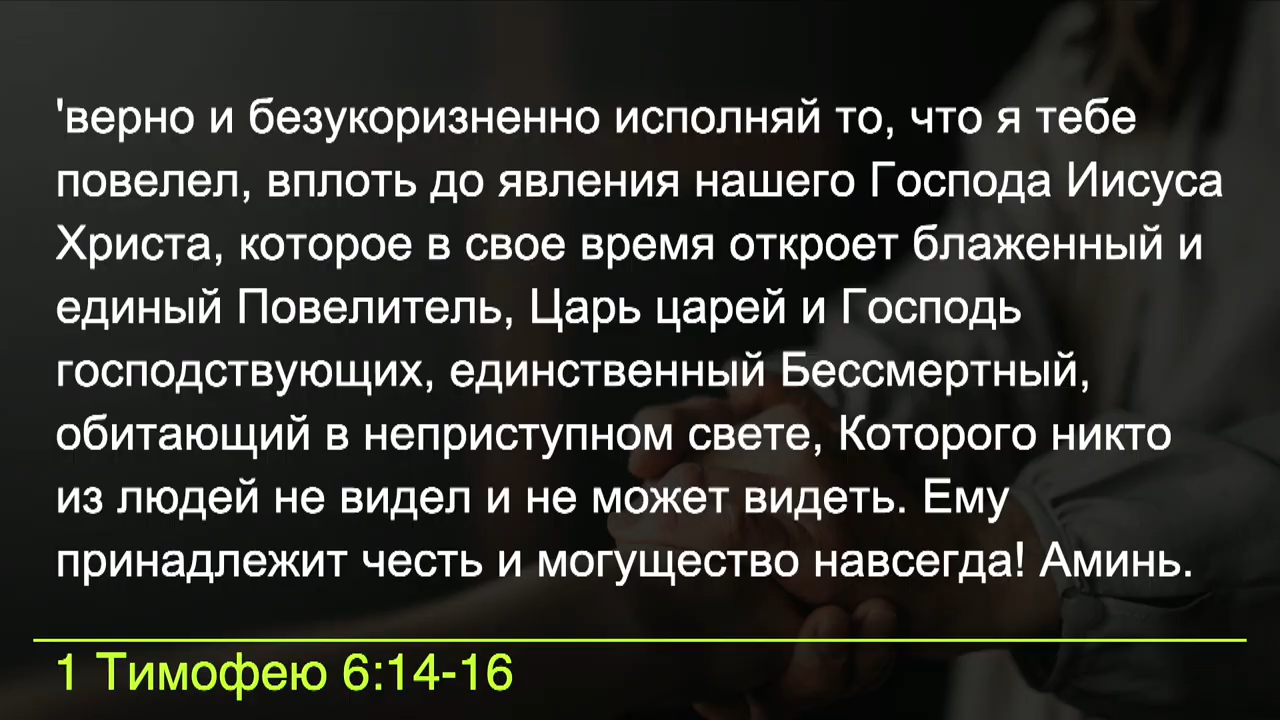 'верно и безукоризненно исполняй то, что я тебе
повелел, вплоть до явления нашего Господа Иисуса
Христа, которое в свое время откроет блаженный и
единый Повелитель, Царь царей и Господь
господствующих, единственный Бессмертный,
обитающий в неприступном свете, Которого никто
из людей не видел и не может видеть. Ему
принадлежит честь и могущество навсегда! Аминь.
1 Тимофею 6:14-16